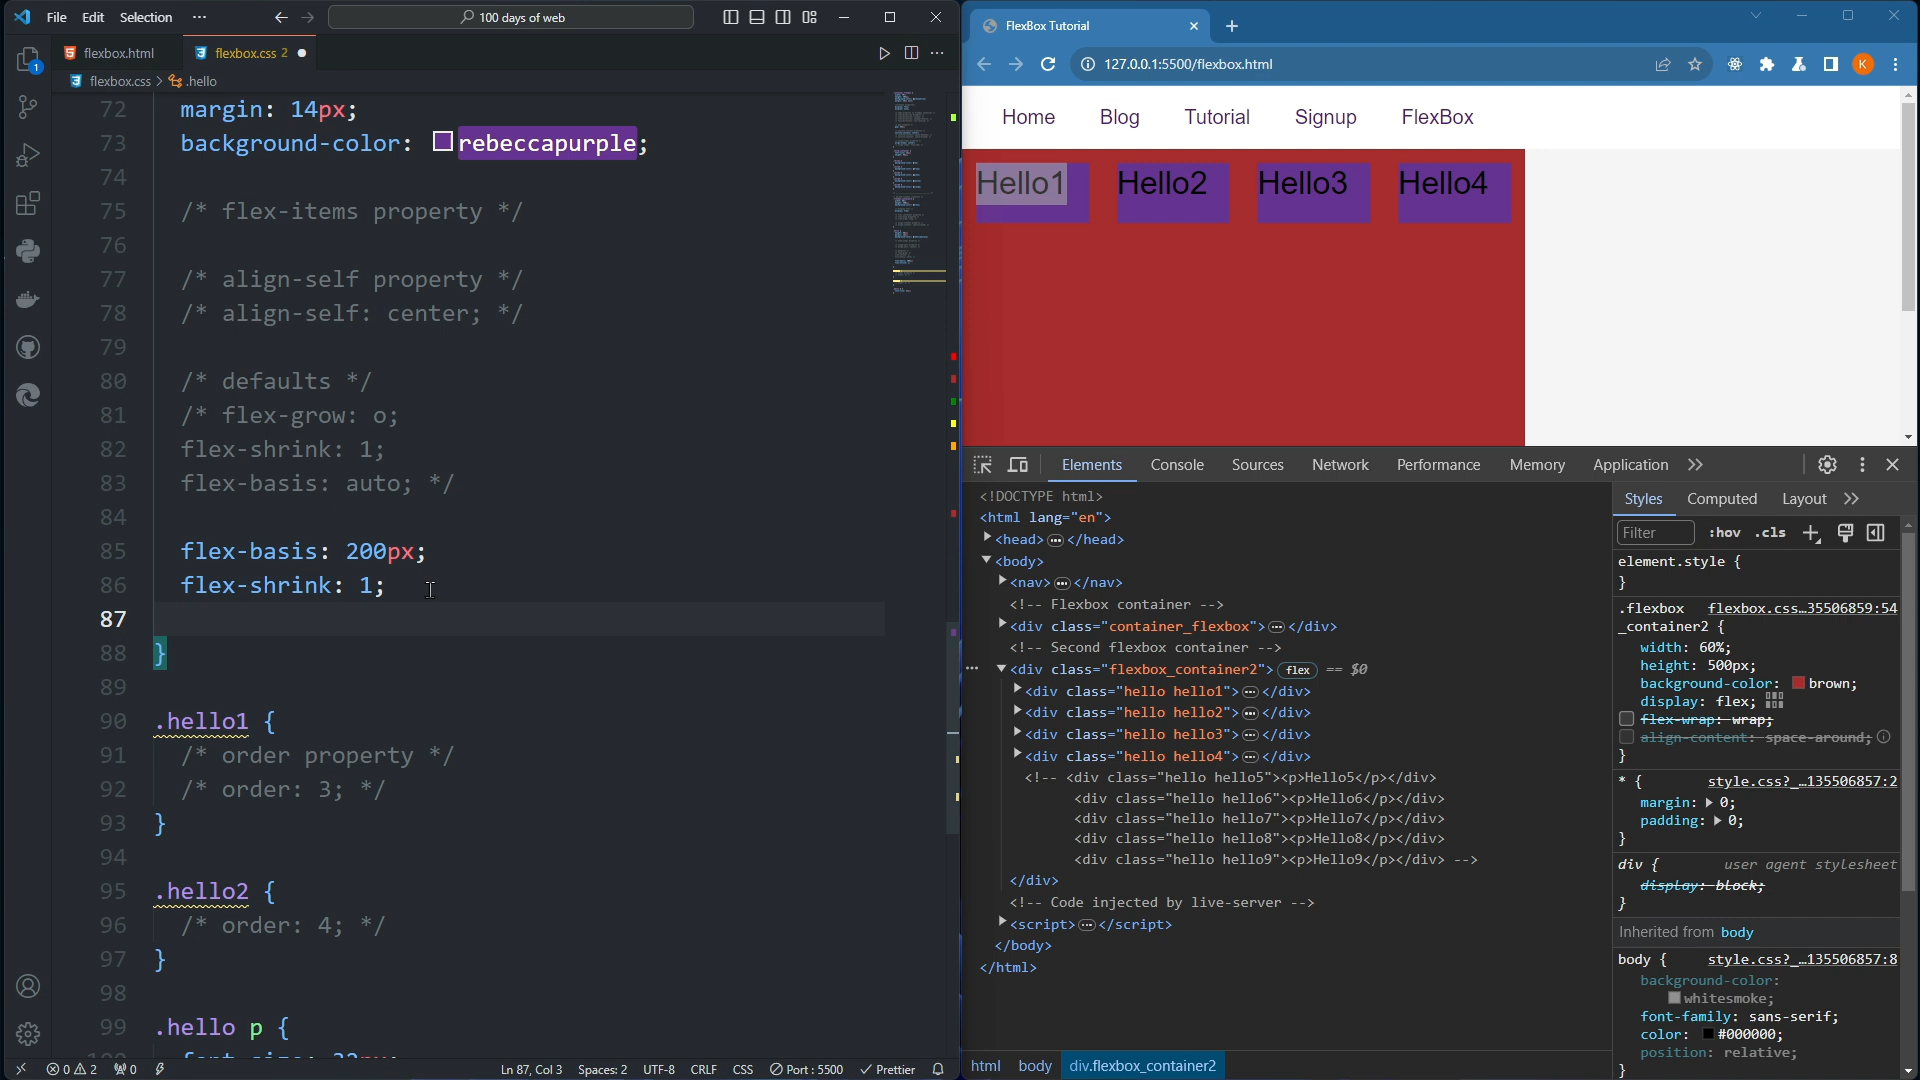 File Edit Selection ···
100 days of web
flexbox.html
flexbox.css 2
flexbox.css > .hello
72 margin: 14px;
73 background-color: rebeccapurple;
74
75 /* flex-items property */
76
77 /* align-self property */
78 /* align-self: center; */
79
80 /* defaults */
81 /* flex-grow: o;
82 flex-shrink: 1;
83 flex-basis: auto; */
84
85 flex-basis: 200px;
86 flex-shrink: 1;
87
88 }
89
90 .hello1 {
91 /* order property */
92 /* order: 3; */
93 }
94
95 .hello2 {
96 /* order: 4; */
97 }
98
99 .hello p {
1
0 2 0
Ln 87, Col 3 Spaces: 2 UTF-8 CRLF CSS Port : 5500 Prettier
FlexBox Tutorial
127.0.0.1:5500/flexbox.html
K
Home Blog Tutorial Signup FlexBox
Hello1 Hello2 Hello3 Hello4
Elements Console Sources Network Performance Memory Application
<!DOCTYPE html>
<html lang="en">
<head> </head>
<body>
<nav> </nav>
<!-- Flexbox container -->
<div class="container_flexbox"> </div>
<!-- Second flexbox container -->
<div class="flexbox_container2"> flex == $0
<div class="hello hello1"> </div>
<div class="hello hello2"> </div>
<div class="hello hello3"> </div>
<div class="hello hello4"> </div>
<!-- <div class="hello hello5"><p>Hello5</p></div>
<div class="hello hello6"><p>Hello6</p></div>
<div class="hello hello7"><p>Hello7</p></div>
<div class="hello hello8"><p>Hello8</p></div>
<div class="hello hello9"><p>Hello9</p></div> -->
</div>
<!-- Code injected by live-server -->
<script> </script>
</body>
</html>
html body div.flexbox_container2
Styles Computed Layout
Filter :hov .cls
element.style {
}
.flexbox flexbox.css…35506859:54
_container2 {
width: 60%;
height: 500px;
background-color: brown;
display: flex;
flex-wrap: wrap;
align-content: space-around;
}
* { style.css?_…135506857:2
margin: 0;
padding: 0;
}
div { user agent stylesheet
display: block;
}
Inherited from body
body { style.css?_…135506857:8
background-color:
whitesmoke;
font-family: sans-serif;
color: #000000;
position: relative;
}